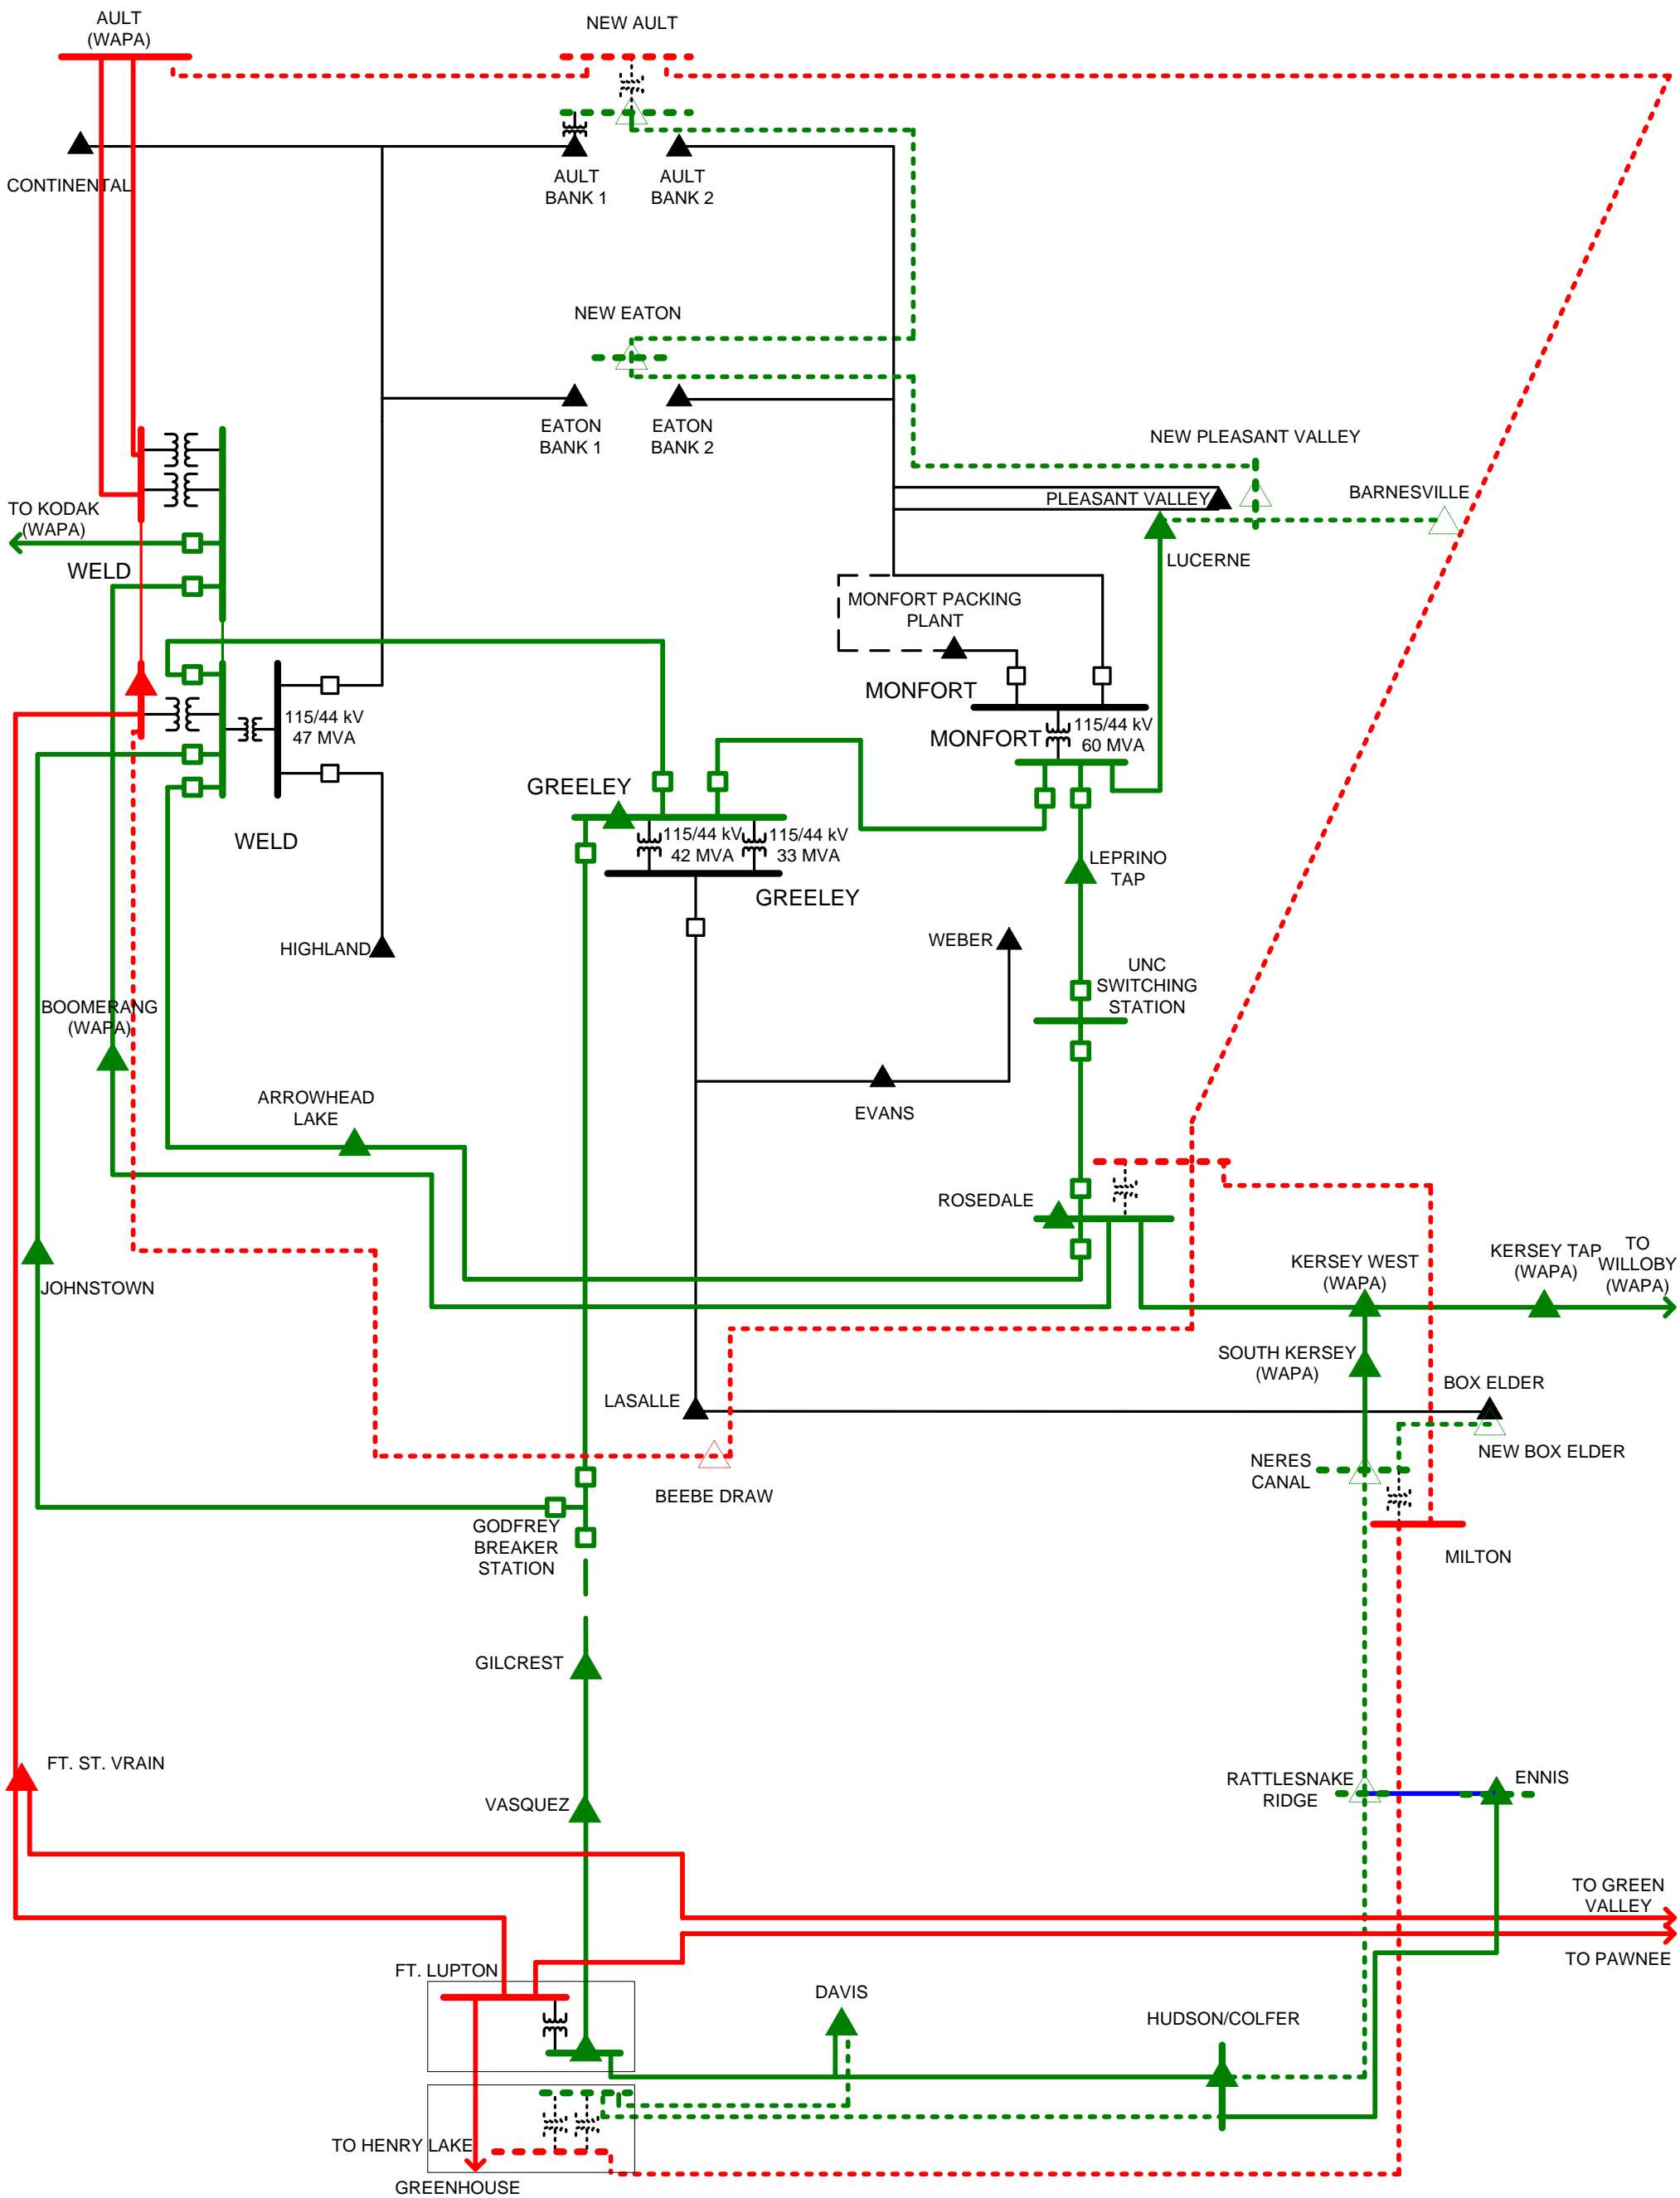 AULT
(WAPA)
NEW AULT
CONTINENTAL
AULT
BANK 1
AULT
BANK 2
NEW EATON
EATON
BANK 1
EATON
BANK 2
NEW PLEASANT VALLEY
PLEASANT VALLEY
BARNESVILLE
TO KODAK
(WAPA)
WELD
LUCERNE
MONFORT PACKING
PLANT
MONFORT
115/44 kV
47 MVA
MONFORT
115/44 kV
60 MVA
GREELEY
WELD
115/44 kV
42 MVA
115/44 kV
33 MVA
LEPRINO
TAP
GREELEY
HIGHLAND
WEBER
UNC
SWITCHING
STATION
BOOMERANG
(WAPA)
ARROWHEAD
LAKE
EVANS
ROSEDALE
JOHNSTOWN
KERSEY WEST
(WAPA)
KERSEY TAP
(WAPA)
TO
WILLOBY
(WAPA)
SOUTH KERSEY
(WAPA)
LASALLE
BOX ELDER
NERES
CANAL
NEW BOX ELDER
BEEBE DRAW
GODFREY
BREAKER
STATION
MILTON
GILCREST
FT. ST. VRAIN
VASQUEZ
RATTLESNAKE
RIDGE
ENNIS
TO GREEN
VALLEY
TO PAWNEE
FT. LUPTON
DAVIS
HUDSON/COLFER
TO HENRY LAKE
GREENHOUSE